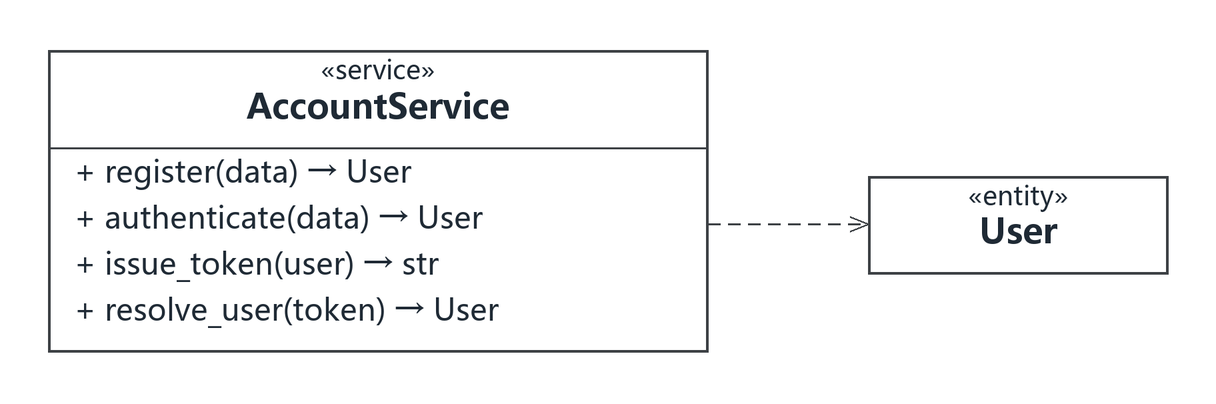 «service»
AccountService
+ register(data) → User
+ authenticate(data) → User
+ issue_token(user) → str
+ resolve_user(token) → User
«entity»
User